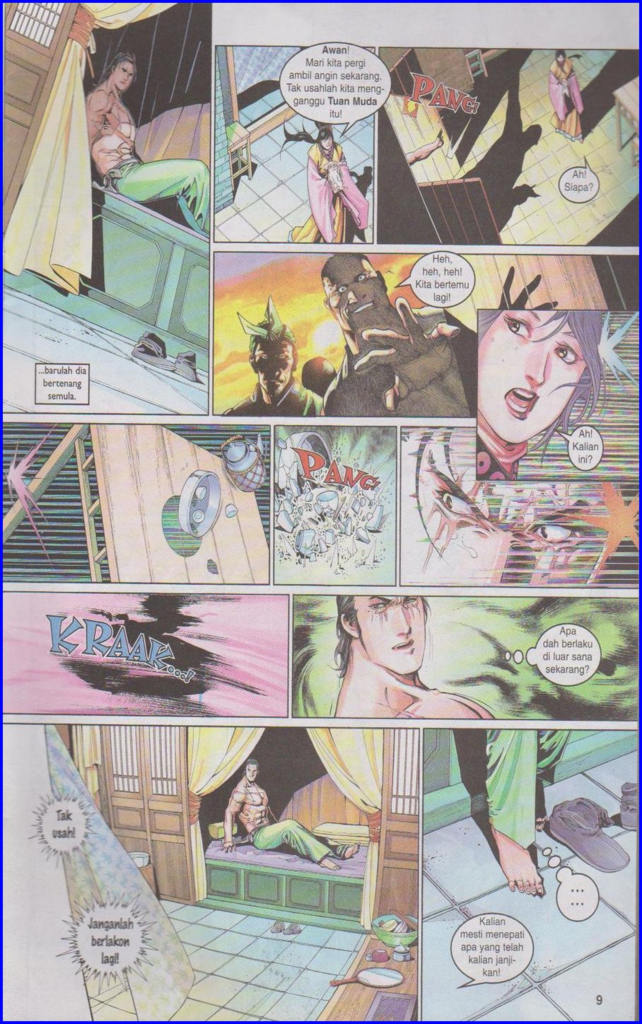 ...barulah dia
bertenang
semula.
Awan!
Mari kita pergi
ambil angin sekarang.
Tak usahlah kita meng-
ganggu Tuan Muda
itu!
PANG!
Ah!
Siapa?
Heh,
heh, heh!
Kita bertemu
lagi!
Ah!
Kalian
ini?
PANG!
KRAAK...!
Apa
dah berlaku
di luar sana
sekarang?
Tak
usah!
Janganlah
berlakon
lagi!
...
...
Kalian
mesti menepati
apa yang telah
kalian janji-
kan!
9